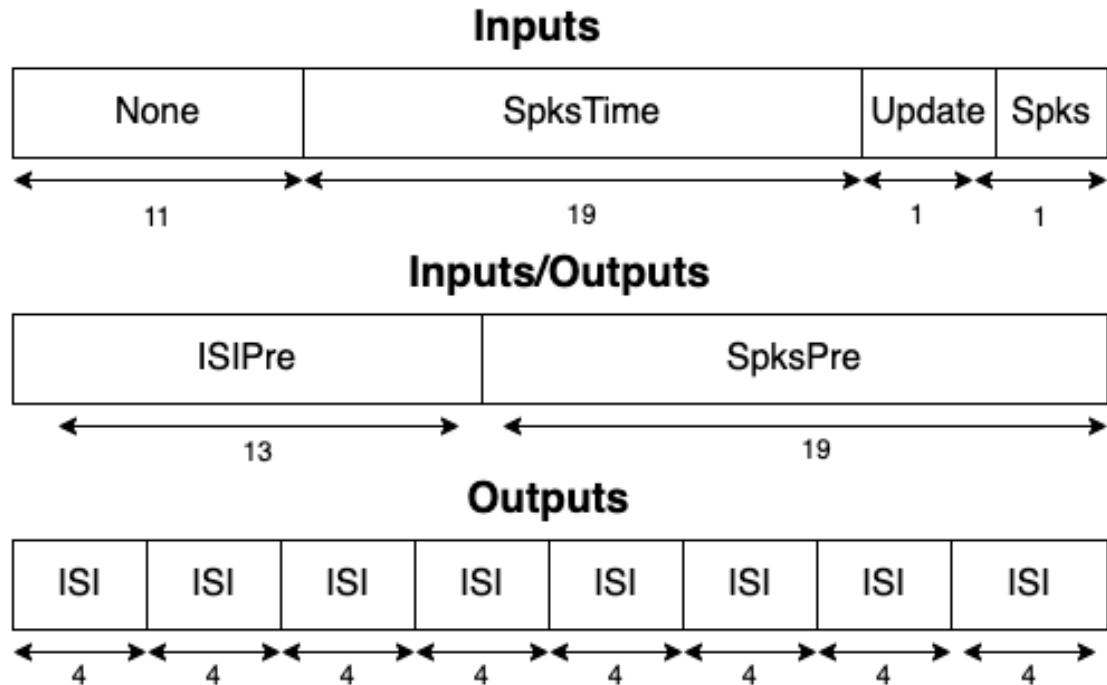 Inputs
None SpksTime Update Spks
11 19 1 1
Inputs/Outputs
ISIPre SpksPre
13 19
Outputs
ISI ISI ISI ISI ISI ISI ISI ISI
4 4 4 4 4 4 4 4